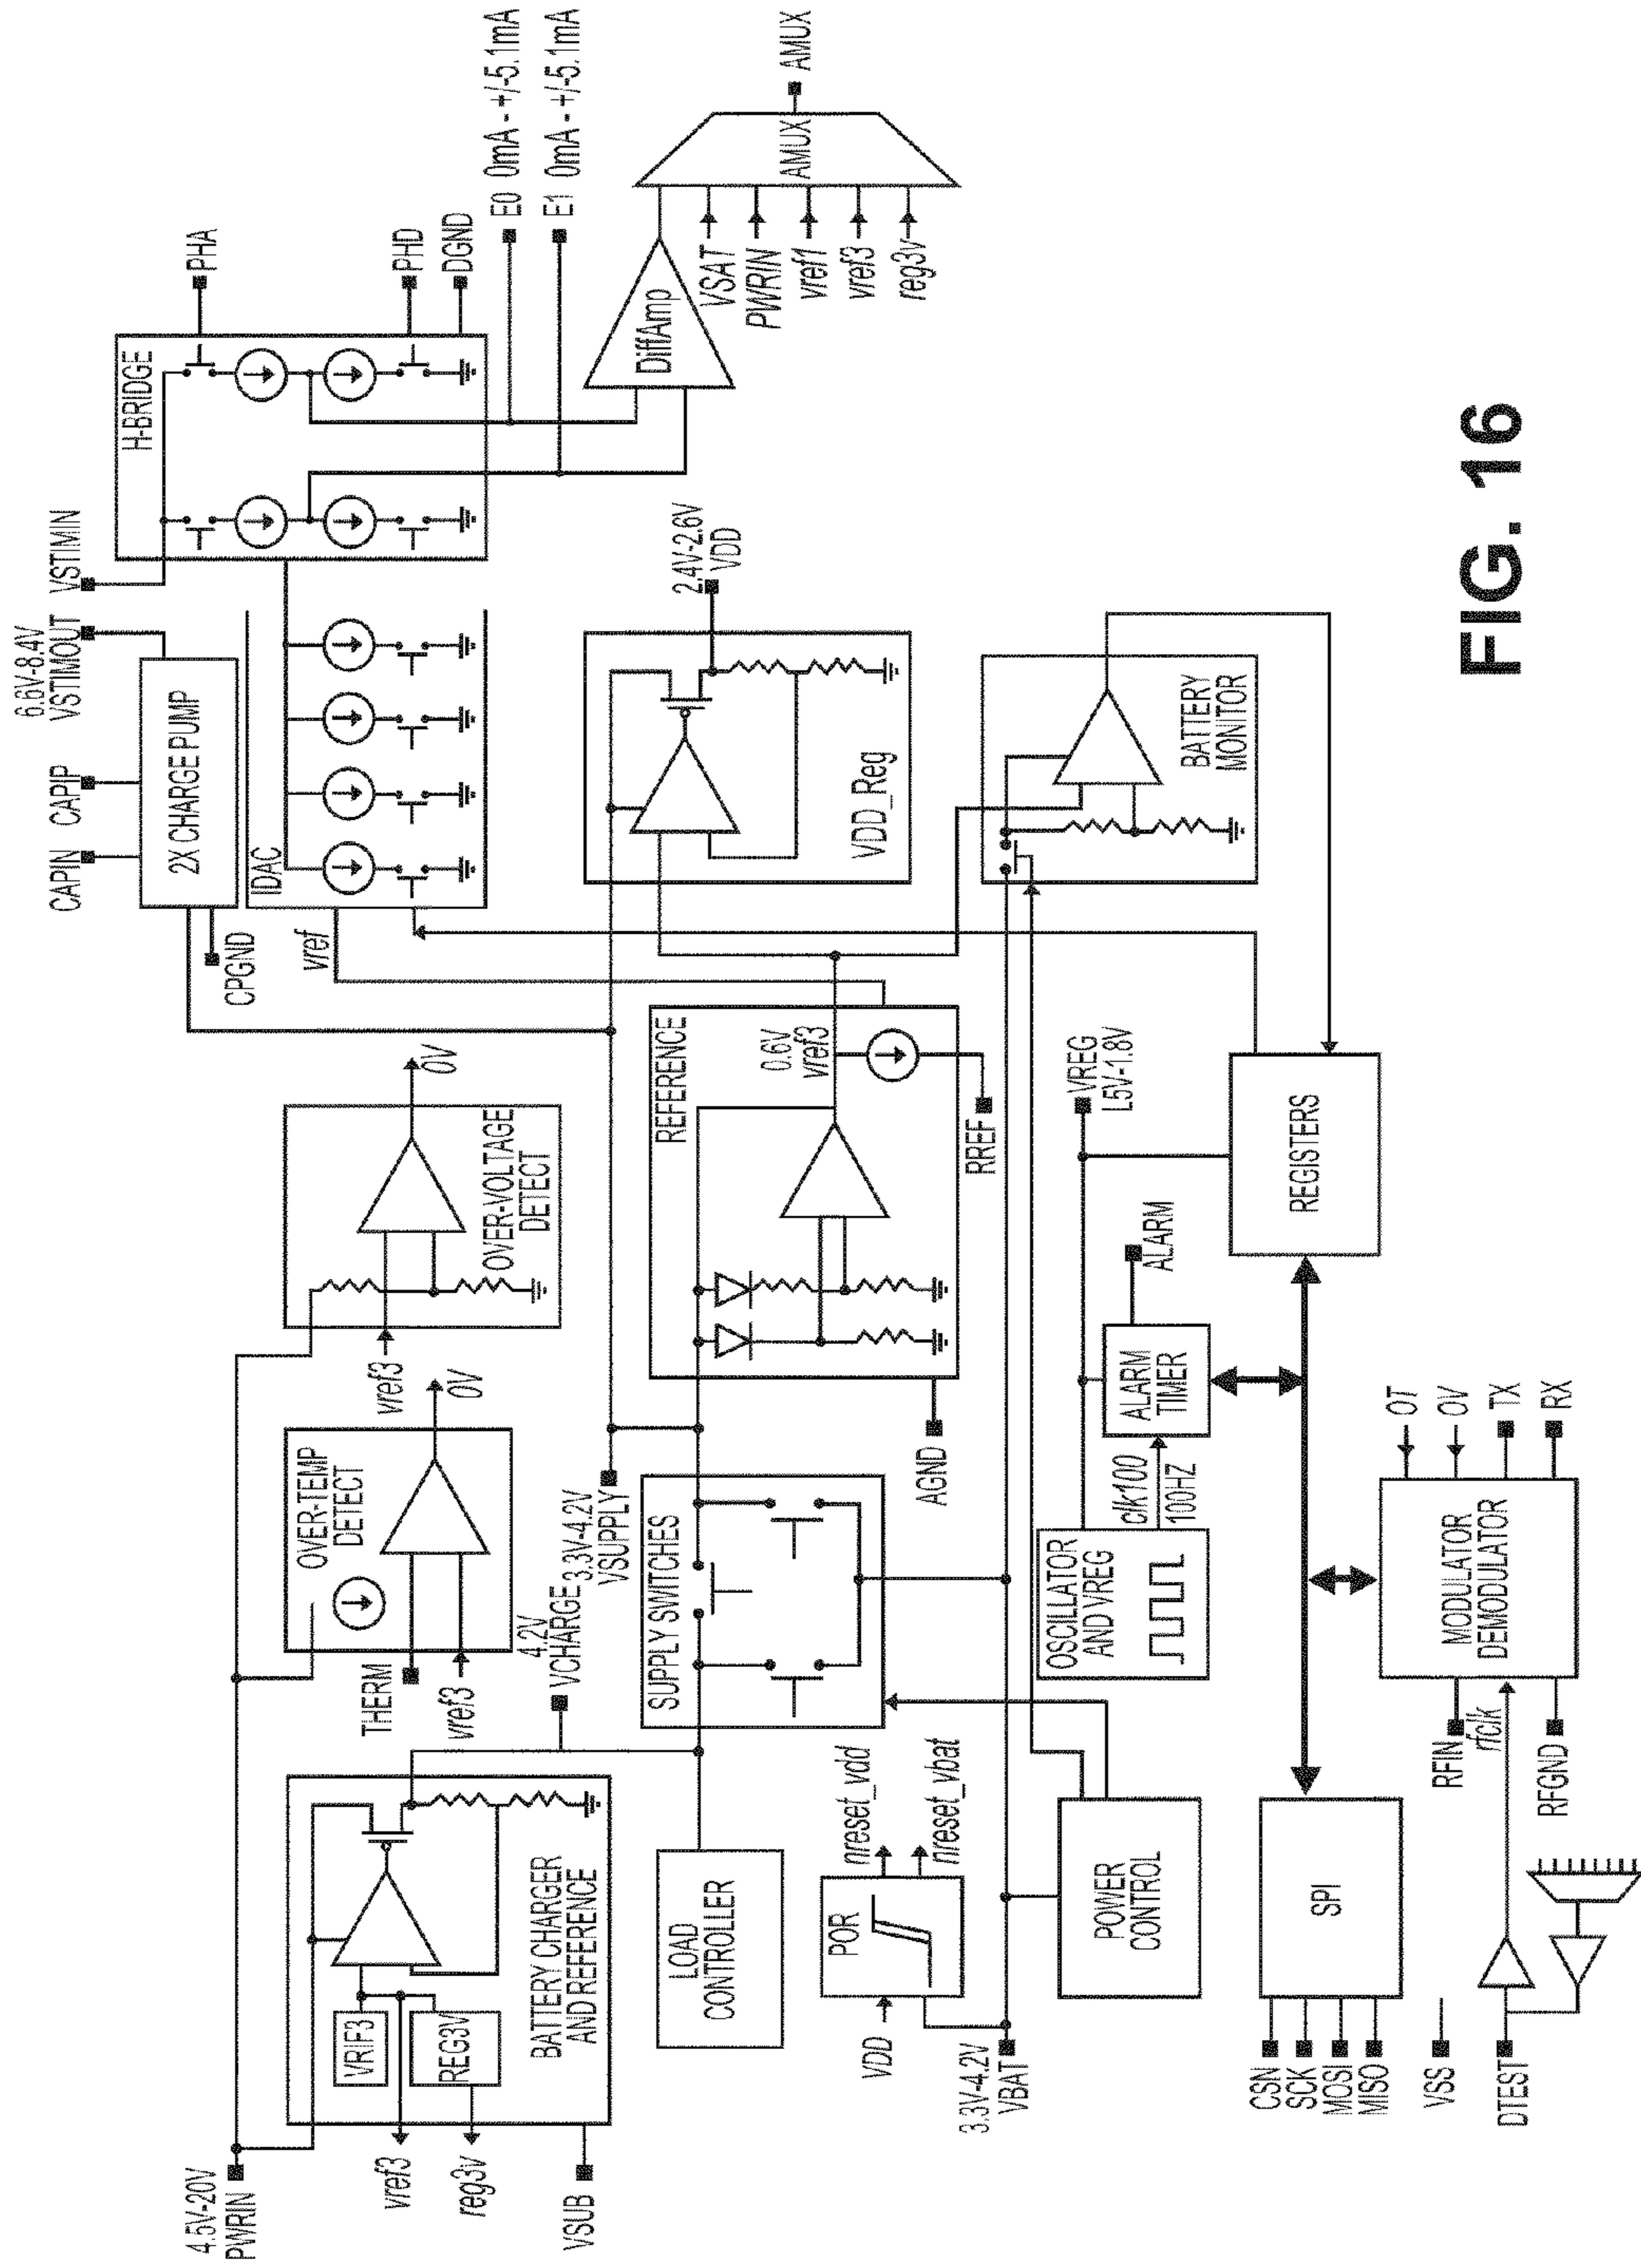 4.5V-20V
PWRIN
vref3
reg3v
VSUB
VRIF3
REG3V
BATTERY CHARGER
AND REFERENCE
THERM
vref3
OVER-TEMP
DETECT
0V
vref3
OVER-VOLTAGE
DETECT
0V
CPGND
CAPIN
CAPIP
6.6V-8.4V
VSTIMOUT
VSTIMIN
2X CHARGE PUMP
IDAC
vref
H-BRIDGE
PHA
PHD
DGND
E0 0mA - +/-5.1mA
E1 0mA - +/-5.1mA
4.2V
VCHARGE
3.3V-4.2V
VSUPPLY
LOAD
CONTROLLER
SUPPLY SWITCHES
REFERENCE
0.6V
vref3
AGND
RREF
VDD_Reg
2.4V-2.6V
VDD
DiffAmp
VSAT
PWRIN
vref1
vref3
reg3v
AMUX
AMUX
VDD
POR
nreset_vdd
nreset_vbat
3.3V-4.2V
VBAT
POWER
CONTROL
BATTERY
MONITOR
OSCILLATOR
AND VREG
clk100
100HZ
ALARM
TIMER
ALARM
VREG
L5V-1.8V
REGISTERS
CSN
SCK
MOSI
MISO
SPI
VSS
DTEST
RFIN
rfclk
RFGND
MODULATOR
DEMODULATOR
OT
OV
TX
RX
FIG. 16